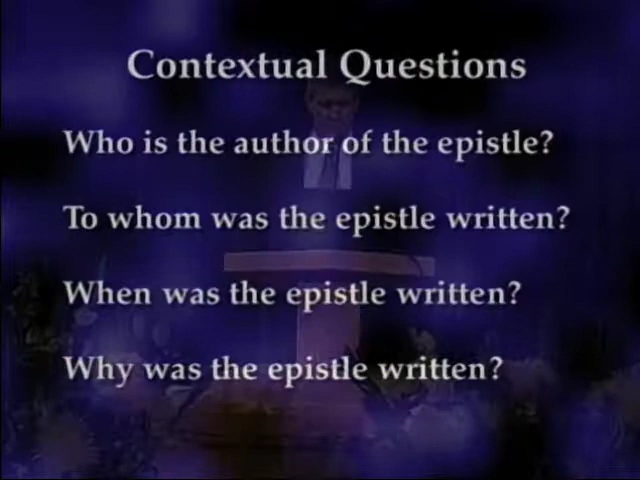 Contextual Questions
Who is the author of the epistle?
To whom was the epistle written?
When was the epistle written?
Why was the epistle written?